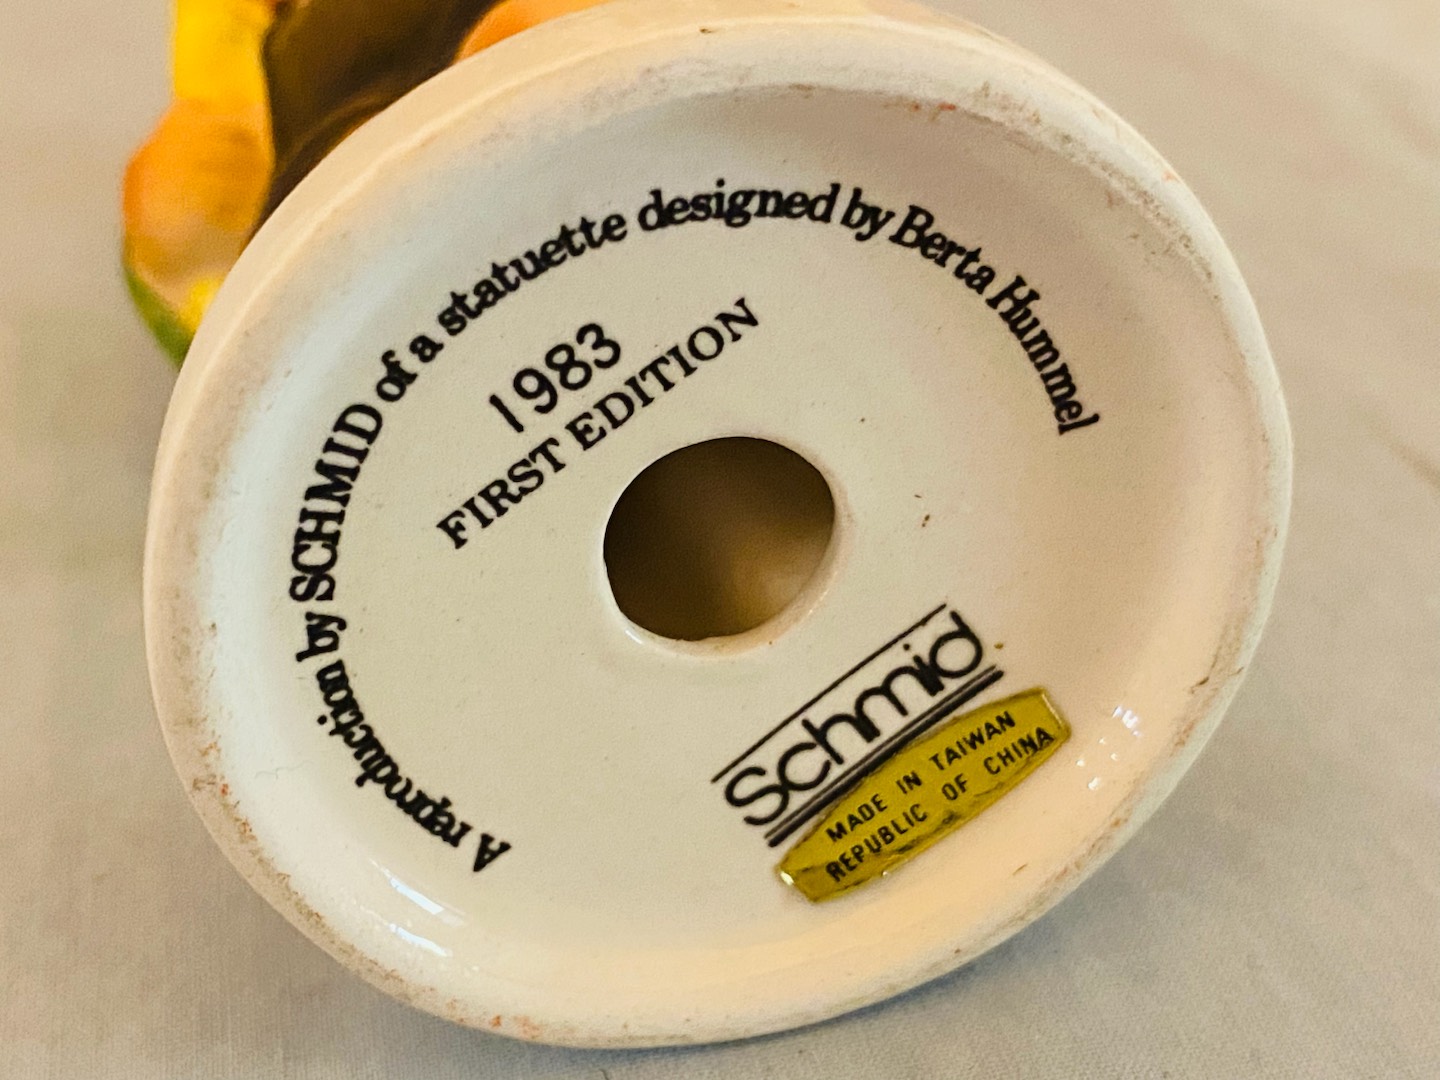 A reproduction by SCHMID of a statuette designed by Berta Hummel
1983
FIRST EDITION
Schmid
MADE IN TAIWAN
REPUBLIC OF CHINA